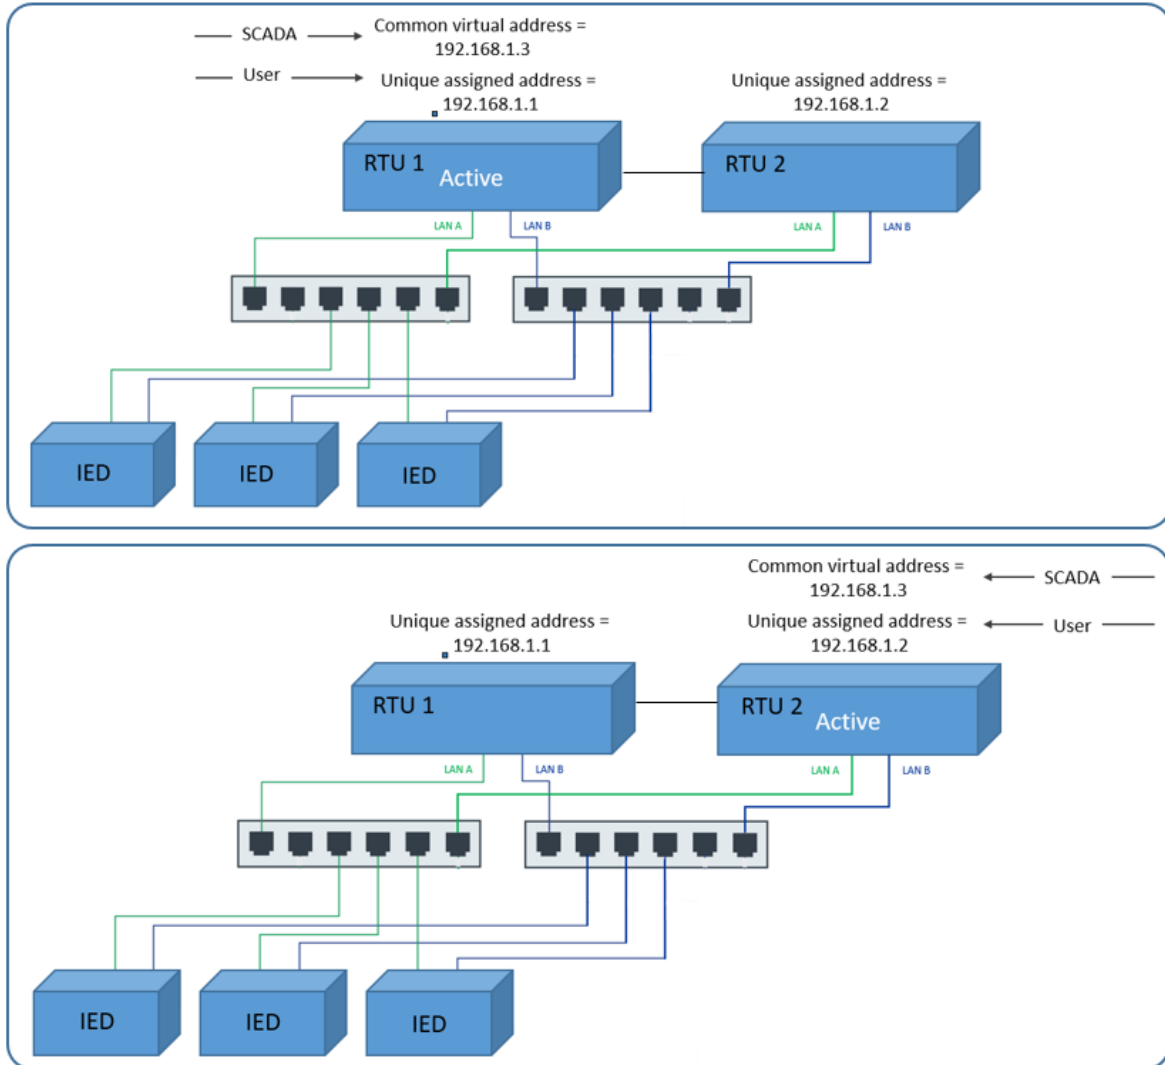 SCADA
Common virtual address =
192.168.1.3
User
Unique assigned address =
192.168.1.1
Unique assigned address =
192.168.1.2
RTU 1
Active
RTU 2
LAN A
LAN B
LAN A
LAN B
IED
IED
IED
Common virtual address =
192.168.1.3
SCADA
Unique assigned address =
192.168.1.1
Unique assigned address =
192.168.1.2
User
RTU 1
RTU 2
Active
LAN A
LAN B
LAN A
LAN B
IED
IED
IED